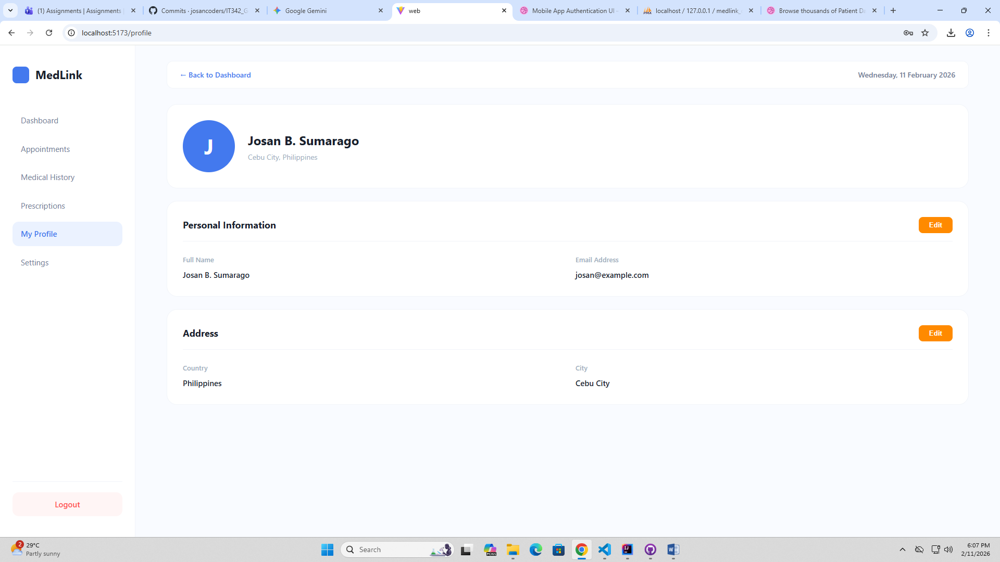 (1) Assignments | Assignments
Commits · josancoders/IT342_G
Google Gemini
web
Mobile App Authentication UI -
localhost / 127.0.0.1 / medlink_
Browse thousands of Patient Da
localhost:5173/profile
MedLink
← Back to Dashboard
Wednesday, 11 February 2026
Dashboard
Appointments
Medical History
Prescriptions
My Profile
Settings
Logout
J
Josan B. Sumarago
Cebu City, Philippines
Personal Information
Edit
Full Name
Email Address
Josan B. Sumarago
josan@example.com
Address
Edit
Country
City
Philippines
Cebu City
2
29°C
Partly sunny
Search
M365
6:07 PM
2/11/2026